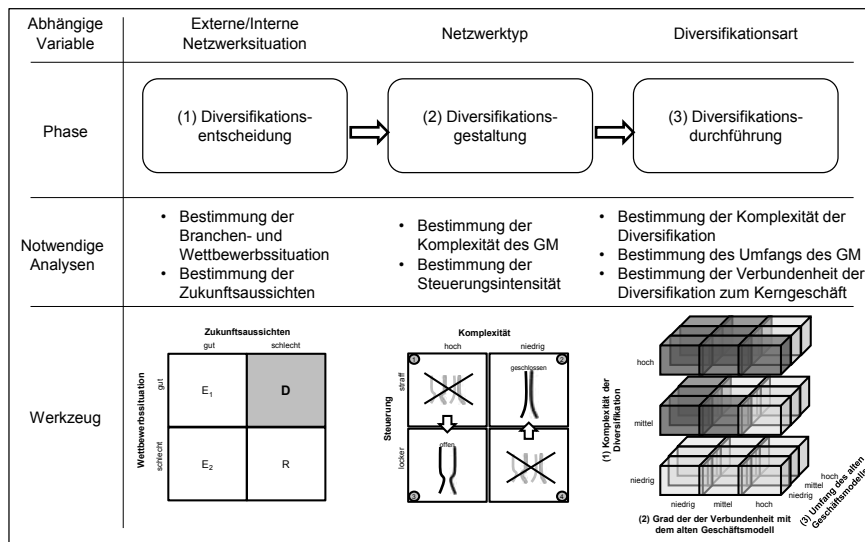 Abhängige
Variable
Externe/Interne
Netzwerksituation
Netzwerktyp
Diversifikationsart
Phase
(1) Diversifikations-
entscheidung
(2) Diversifikations-
gestaltung
(3) Diversifikations-
durchführung
Notwendige
Analysen
• Bestimmung der
Branchen- und
Wettbewerbssituation
• Bestimmung der
Zukunftsaussichten
• Bestimmung der
Komplexität des GM
• Bestimmung der
Steuerungsintensität
• Bestimmung der Komplexität der
Diversifikation
• Bestimmung des Umfangs des GM
• Bestimmung der Verbundenheit der
Diversifikation zum Kerngeschäft
Werkzeug
Zukunftsaussichten
gut schlecht
Wettbewerbssituation
gut
schlecht
E1 D
E2 R
Komplexität
hoch niedrig
Steuerung
straff
locker
1 2
geschlossen
offen
3 4
(1) Komplexität der
Diversifikation
hoch
mittel
niedrig
niedrig mittel hoch
(2) Grad der der Verbundenheit mit
dem alten Geschäftsmodell
niedrig
mittel
hoch
(3) Umfang des alten
Geschäftsmodells